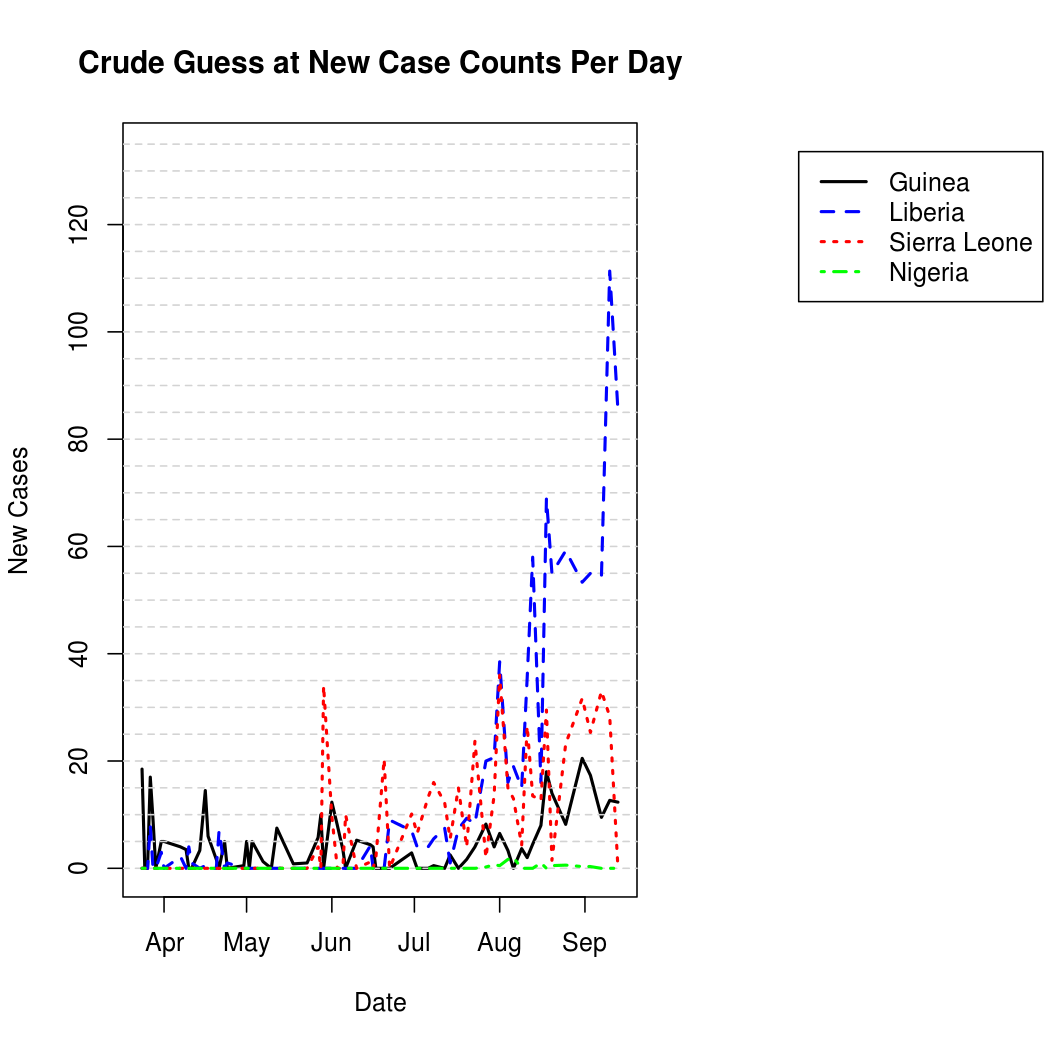 Crude Guess at New Case Counts Per Day
New Cases
120
100
80
60
40
20
0
Apr May Jun Jul Aug Sep
Date
Guinea
Liberia
Sierra Leone
Nigeria